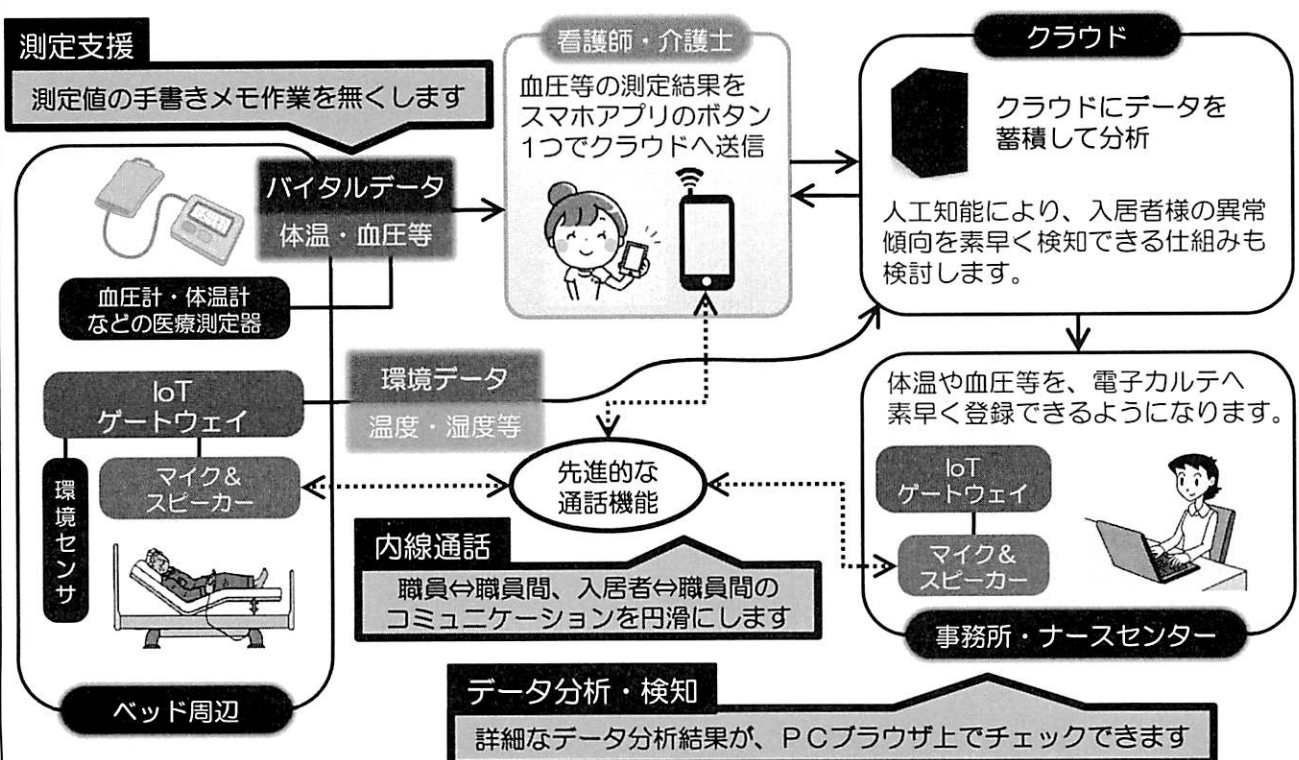 測定支援
測定値の手書きメモ作業を無くします
看護師・介護士
血圧等の測定結果を
スマホアプリのボタン
1つでクラウドへ送信
クラウド
クラウドにデータを
蓄積して分析
人工知能により、入居者様の異常
傾向を素早く検知できる仕組みも
検討します。
バイタルデータ
体温・血圧等
血圧計・体温計
などの医療測定器
IoT
ゲートウェイ
環境データ
温度・湿度等
環境センサ
マイク&
スピーカー
先進的な
通話機能
体温や血圧等を、電子カルテへ
素早く登録できるようになります。
IoT
ゲートウェイ
マイク&
スピーカー
内線通話
職員⇔職員間、入居者⇔職員間の
コミュニケーションを円滑にします
事務所・ナースセンター
ベッド周辺
データ分析・検知
詳細なデータ分析結果が、PCブラウザ上でチェックできます